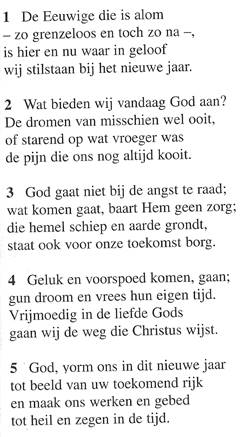 1 De Eeuwige die is alom
– zo grenzeloos en toch zo na –,
is hier en nu waar in geloof
wij stilstaan bij het nieuwe jaar.
2 Wat bieden wij vandaag God aan?
De dromen van misschien wel ooit,
of starend op wat vroeger was
de pijn die ons nog altijd kooit.
3 God gaat niet bij de angst te raad;
wat komen gaat, baart Hem geen zorg;
die hemel schiep en aarde grondt,
staat ook voor onze toekomst borg.
4 Geluk en voorspoed komen, gaan;
gun droom en vrees hun eigen tijd.
Vrijmoedig in de liefde Gods
gaan wij de weg die Christus wijst.
5 God, vorm ons in dit nieuwe jaar
tot beeld van uw toekomend rijk
en maak ons werken en gebed
tot heil en zegen in de tijd.